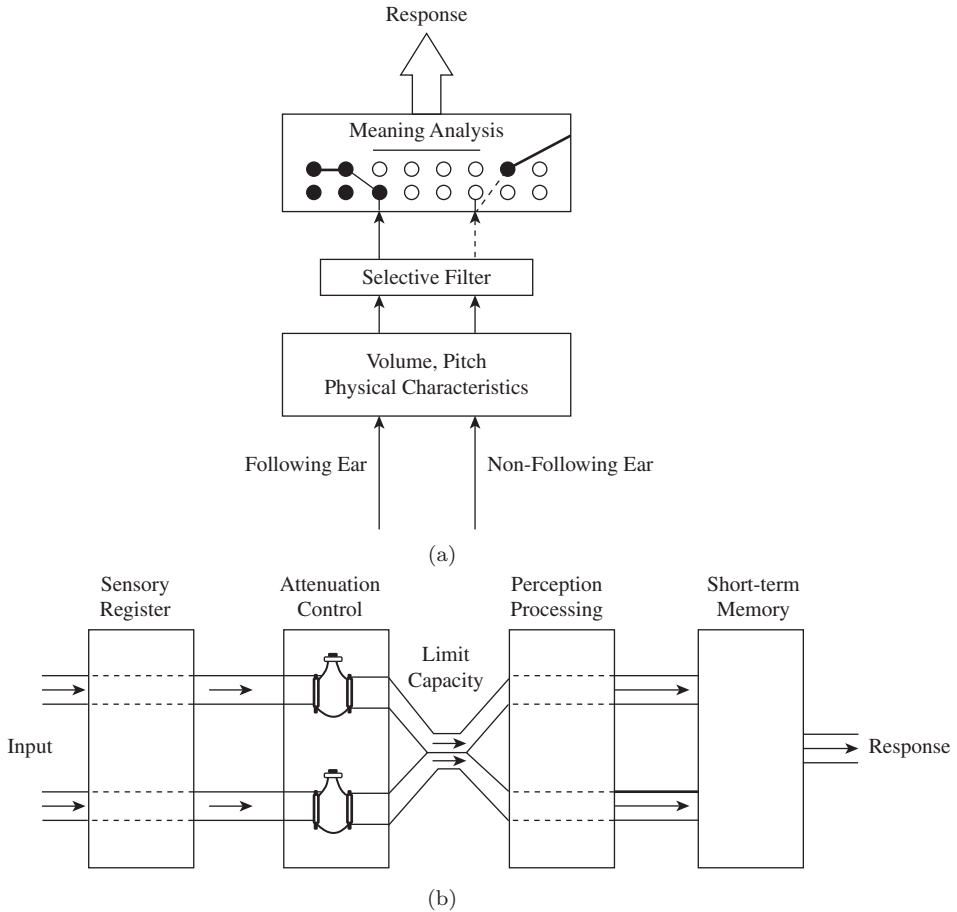 Response
Meaning Analysis
Selective Filter
Volume, Pitch
Physical Characteristics
Following Ear
Non-Following Ear
(a)
Sensory
Register
Attenuation
Control
Limit
Capacity
Perception
Processing
Short-term
Memory
Input
Response
(b)